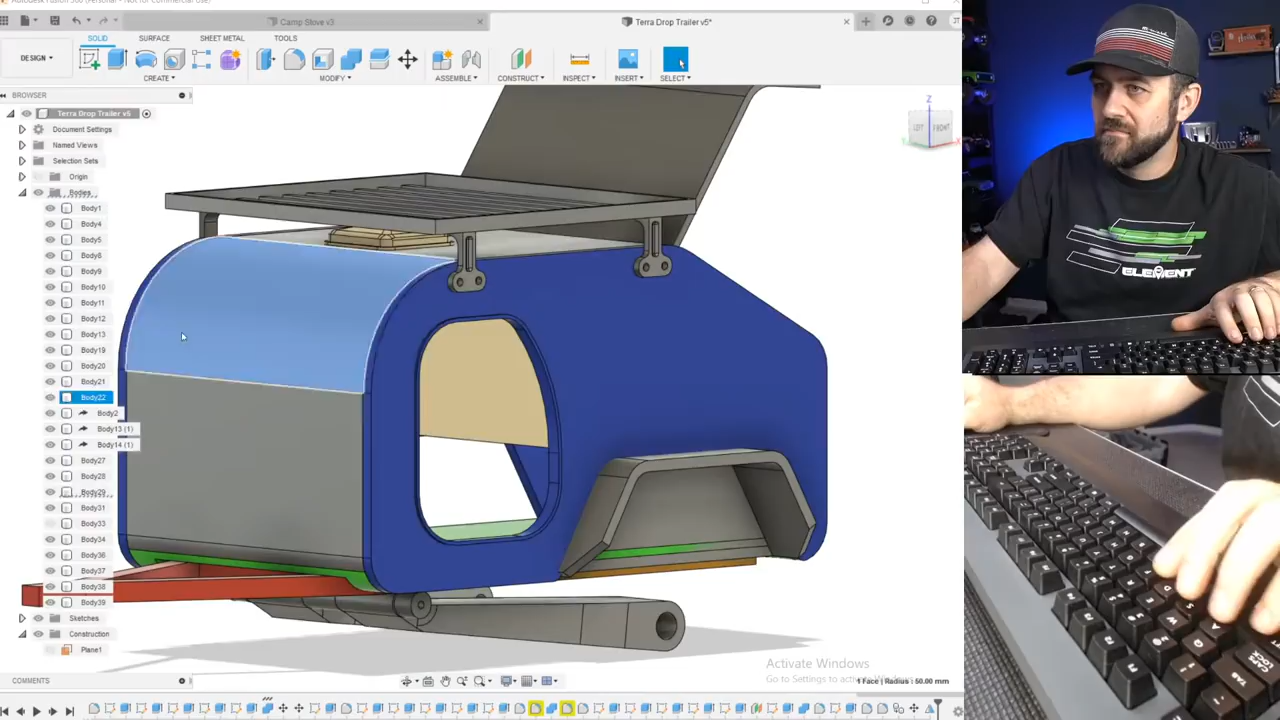 Autodesk Fusion 360 (Personal - Not for Commercial Use)
Camp Stove v3
Terra Drop Trailer v5*
DESIGN
SOLID
SURFACE
SHEET METAL
TOOLS
CREATE
MODIFY
ASSEMBLE
CONSTRUCT
INSPECT
INSERT
SELECT
BROWSER
Terra Drop Trailer v5
Document Settings
Named Views
Selection Sets
Origin
Bodies
Body1
Body4
Body5
Body8
Body9
Body10
Body11
Body12
Body13
Body19
Body20
Body21
Body22
Body2
Body13 (1)
Body14 (1)
Body27
Body28
Body29
Body31
Body33
Body34
Body36
Body37
Body38
Body39
Sketches
Construction
Plane1
COMMENTS
Z
LEFT
FRONT
Activate Windows
Go to Settings to activate
1 Face | Radius : 50.00 mm
ELEMENT